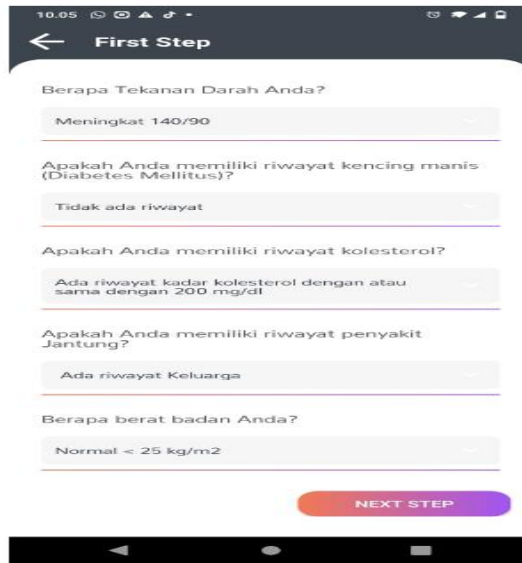 10.05
First Step
Berapa Tekanan Darah Anda?
Meningkat 140/90
Apakah Anda memiliki riwayat kencing manis
(Diabetes Mellitus)?
Tidak ada riwayat
Apakah Anda memiliki riwayat kolesterol?
Ada riwayat kadar kolesterol dengan atau
sama dengan 200 mg/dl
Apakah Anda memiliki riwayat penyakit
Jantung?
Ada riwayat Keluarga
Berapa berat badan Anda?
Normal < 25 kg/m2
NEXT STEP